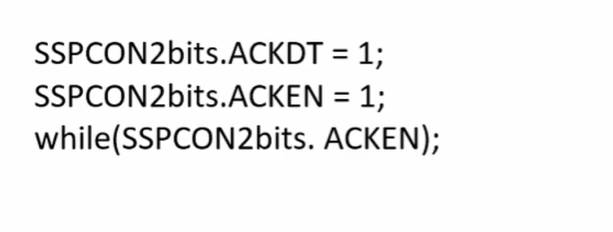 SSPCON2bits.ACKDT = 1;
SSPCON2bits.ACKEN = 1;
while(SSPCON2bits. ACKEN);